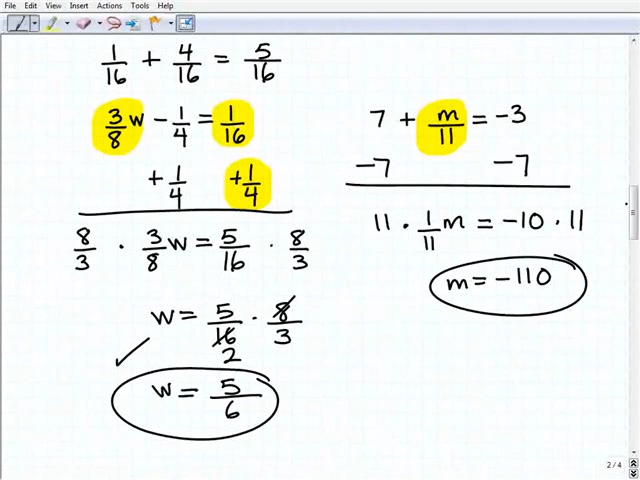 File Edit View Insert Actions Tools Help
1/16 + 4/16 = 5/16
3/8 w - 1/4 = 1/16
+ 1/4 + 1/4
8/3 · 3/8 w = 5/16 · 8/3
w = 5/16 · 8/3
2
w = 5/6
7 + m/11 = -3
-7 -7
11 · 1/11 m = -10 · 11
m = -110
2/4